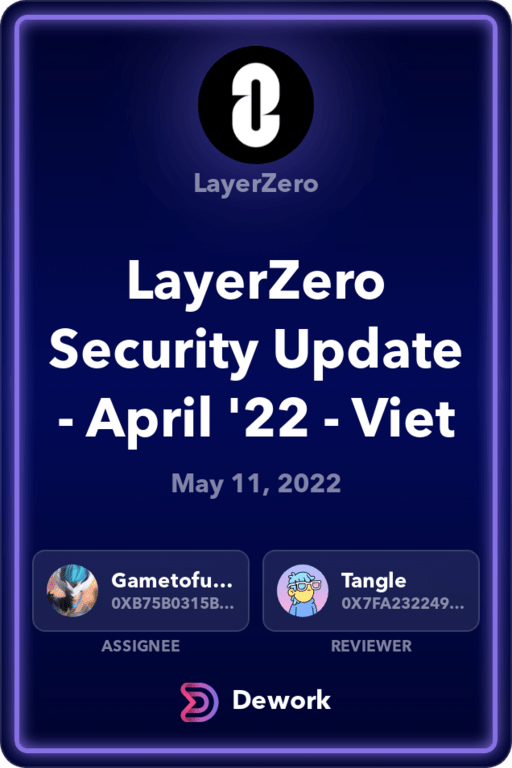 LayerZero
LayerZero
Security Update
- April '22 - Viet
May 11, 2022
Gametofu...
0XB75B0315B...
ASSIGNEE
Tangle
0X7FA232249...
REVIEWER
Dework